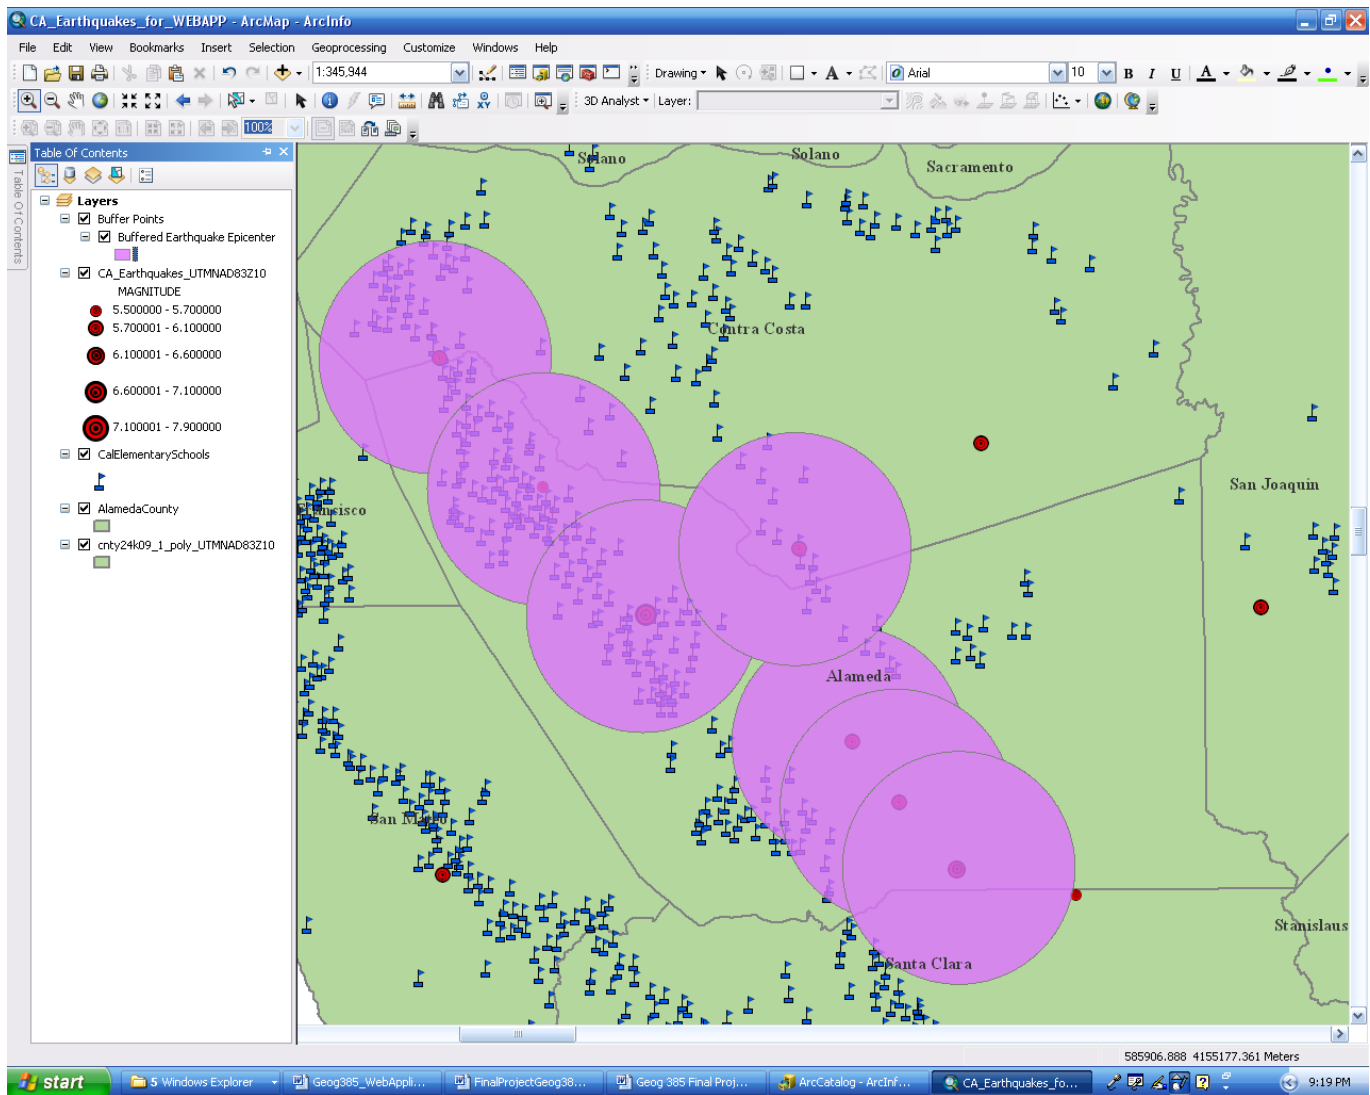 CA_Earthquakes_for_WEBAPP - ArcMap - ArcInfo
File Edit View Bookmarks Insert Selection Geoprocessing Customize Windows Help
1:345,944 Drawing Arial 10 B I U A
3D Analyst Layer:
100%
Table Of Contents
Table Of Contents
Layers
Buffer Points
Buffered Earthquake Epicenter
CA_Earthquakes_UTMNAD83Z10
MAGNITUDE
5.500000 - 5.700000
5.700001 - 6.100000
6.100001 - 6.600000
6.600001 - 7.100000
7.100001 - 7.900000
CalElementarySchools
AlamedaCounty
cnty24k09_1_poly_UTMNAD83Z10
Solano
Solano
Sacramento
Contra Costa
San Joaquin
Alameda
San Mateo
Stanislaus
Santa Clara
585906.888 4155177.361 Meters
start 5 Windows Explorer Geog385_WebAppli... FinalProjectGeog38... Geog 385 Final Proj... ArcCatalog - ArcInf... CA_Earthquakes_fo... 9:19 PM